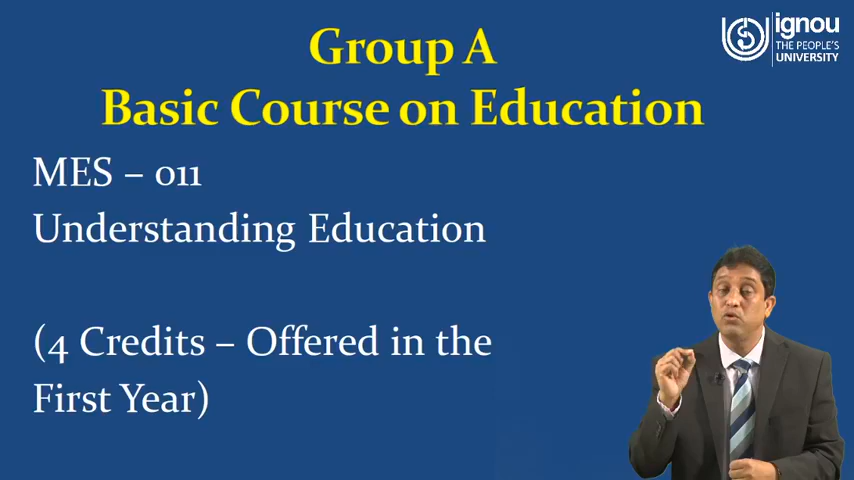 Group A
Basic Course on Education
MES – 011
Understanding Education
(4 Credits – Offered in the
First Year)
ignou
THE PEOPLE'S
UNIVERSITY